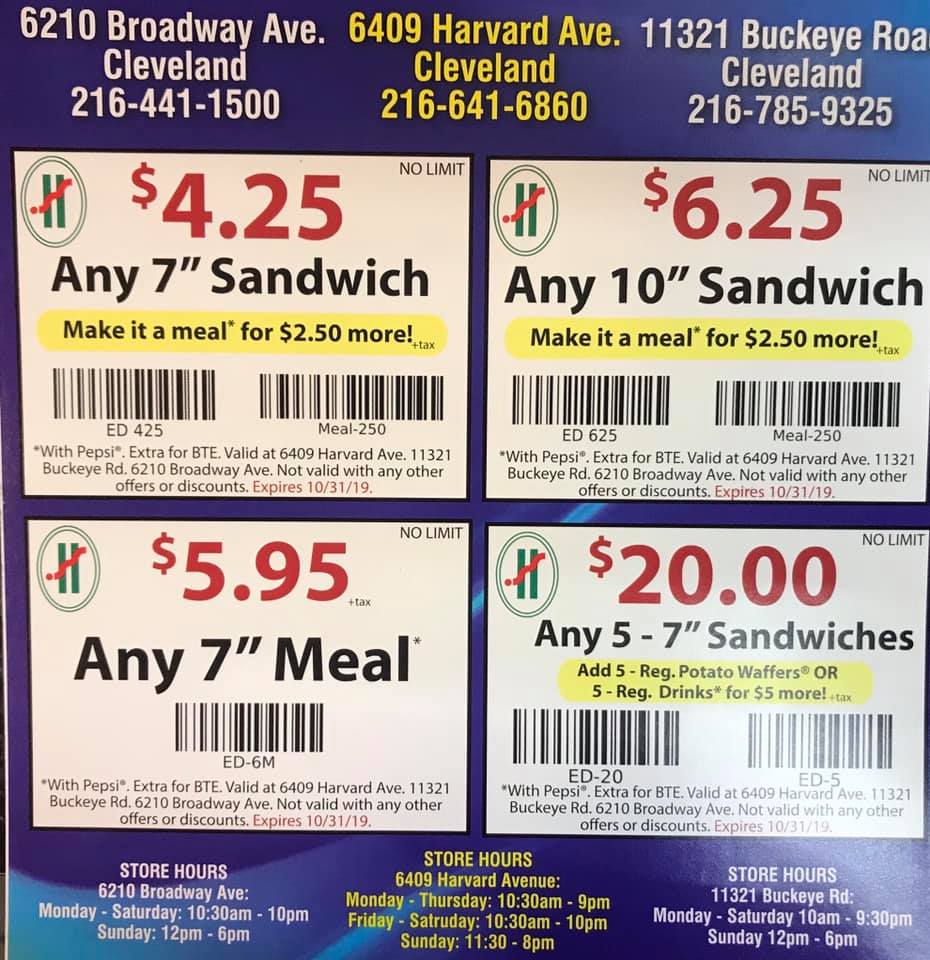 6210 Broadway Ave.
Cleveland
216-441-1500
6409 Harvard Ave.
Cleveland
216-641-6860
11321 Buckeye Roa
Cleveland
216-785-9325
NO LIMIT
H
$4.25
Any 7” Sandwich
Make it a meal* for $2.50 more! +tax
ED 425
Meal-250
*With Pepsi®. Extra for BTE. Valid at 6409 Harvard Ave. 11321
Buckeye Rd. 6210 Broadway Ave. Not valid with any other
offers or discounts. Expires 10/31/19.
NO LIMIT
H
$6.25
Any 10” Sandwich
Make it a meal* for $2.50 more! +tax
ED 625
Meal-250
*With Pepsi®. Extra for BTE. Valid at 6409 Harvard Ave. 11321
Buckeye Rd. 6210 Broadway Ave. Not valid with any other
offers or discounts. Expires 10/31/19.
NO LIMIT
H
$5.95 +tax
Any 7” Meal*
ED-6M
*With Pepsi®. Extra for BTE. Valid at 6409 Harvard Ave. 11321
Buckeye Rd. 6210 Broadway Ave. Not valid with any other
offers or discounts. Expires 10/31/19.
NO LIMIT
H
$20.00
Any 5 - 7” Sandwiches
Add 5 - Reg. Potato Waffers® OR
5 - Reg. Drinks* for $5 more! +tax
ED-20
ED-5
*With Pepsi®. Extra for BTE. Valid at 6409 Harvard Ave. 11321
Buckeye Rd. 6210 Broadway Ave. Not valid with any other
offers or discounts. Expires 10/31/19.
STORE HOURS
6210 Broadway Ave:
Monday - Saturday: 10:30am - 10pm
Sunday: 12pm - 6pm
STORE HOURS
6409 Harvard Avenue:
Monday - Thursday: 10:30am - 9pm
Friday - Satruday: 10:30am - 10pm
Sunday: 11:30 - 8pm
STORE HOURS
11321 Buckeye Rd:
Monday - Saturday 10am - 9:30pm
Sunday 12pm - 6pm